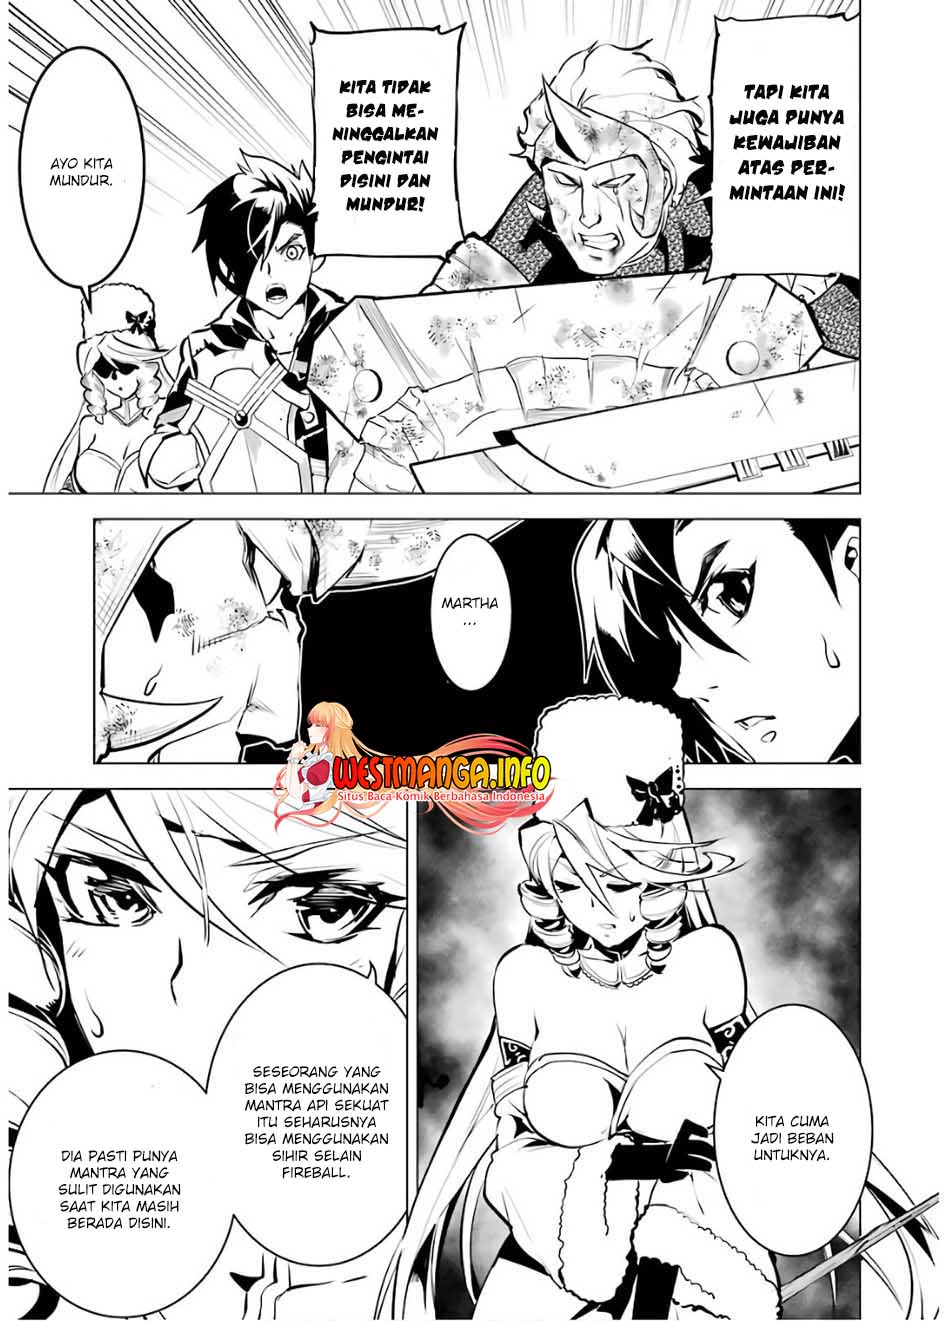 TAPI KITA
JUGA PUNYA
KEWAJIBAN
ATAS PER-
MINTAAN INI!
KITA TIDAK
BISA ME-
NINGGALKAN
PENGINTAI
DISINI DAN
MUNDUR!
AYO KITA
MUNDUR.
MARTHA
...
WESTMANGA.INFO
Situs Baca Komik Berbahasa Indonesia
KITA CUMA
JADI BEBAN
UNTUKNYA.
SESEORANG YANG
BISA MENGGUNAKAN
MANTRA API SEKUAT
ITU SEHARUSNYA
BISA MENGGUNAKAN
SIHIR SELAIN
FIREBALL.
DIA PASTI PUNYA
MANTRA YANG
SULIT DIGUNAKAN
SAAT KITA MASIH
BERADA DISINI.